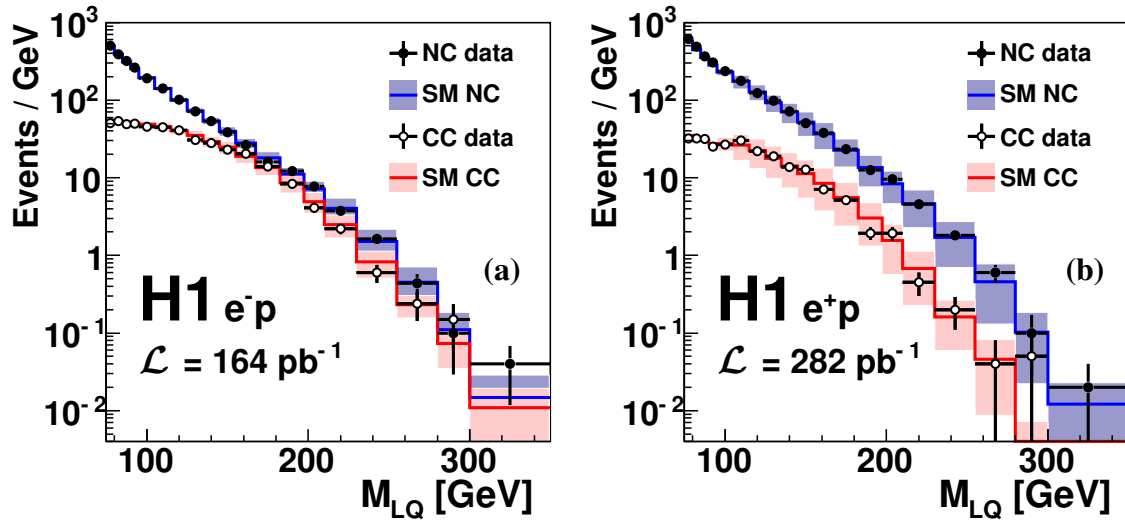 Events / GeV
10³
10²
10
1
10⁻¹
10⁻²
NC data
SM NC
CC data
SM CC
(a)
H1 e⁻p
ℒ = 164 pb⁻¹
100 200 300
M_LQ [GeV]
Events / GeV
10³
10²
10
1
10⁻¹
10⁻²
NC data
SM NC
CC data
SM CC
(b)
H1 e⁺p
ℒ = 282 pb⁻¹
100 200 300
M_LQ [GeV]